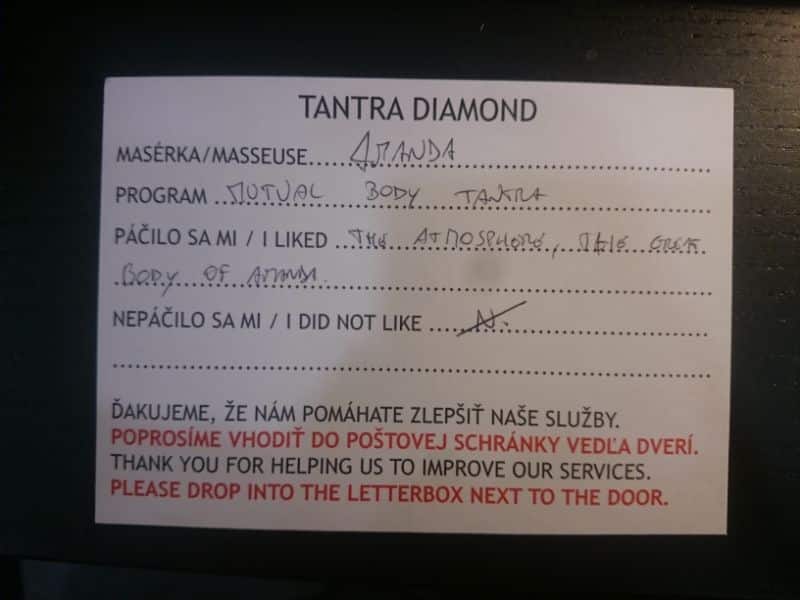 TANTRA DIAMOND
MASÉRKA/MASSEUSE..... AMANDA
PROGRAM ..MUTUAL BODY TANTRA
PÁČILO SA MI / I LIKED ..THE ATMOSPHERE, THE GREAT
BODY OF AMANDA.
NEPÁČILO SA MI / I DID NOT LIKE ......N.
ĎAKUJEME, ŽE NÁM POMÁHATE ZLEPŠIŤ NAŠE SLUŽBY.
POPROSÍME VHODIŤ DO POŠTOVEJ SCHRÁNKY VEDĽA DVERÍ.
THANK YOU FOR HELPING US TO IMPROVE OUR SERVICES.
PLEASE DROP INTO THE LETTERBOX NEXT TO THE DOOR.